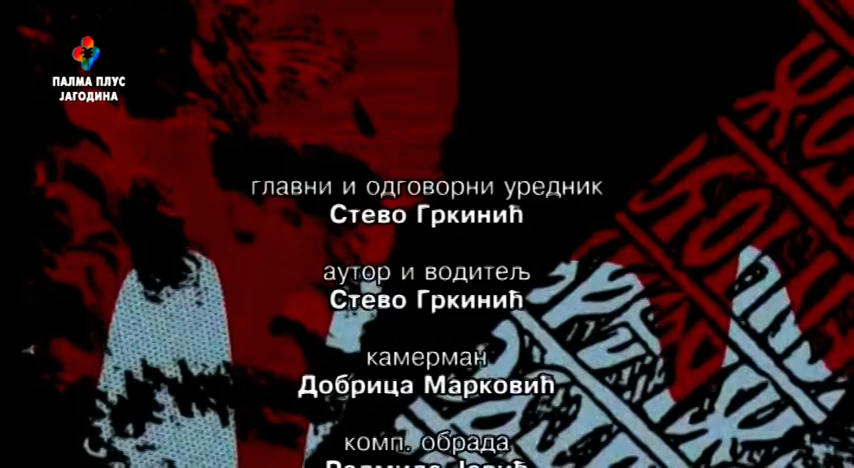 ПАЛМА ПЛУС
ЈАГОДИНА
главни и одговорни уредник
Стево Гркинић
аутор и водитељ
Стево Гркинић
камерман
Добрица Марковић
комп. обрада